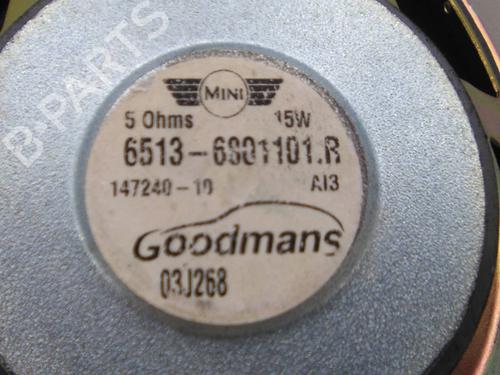 B-PARTS
MINI
5 Ohms 15W
6513-6901101.R
147240-10 AI3
Goodmans
03J268